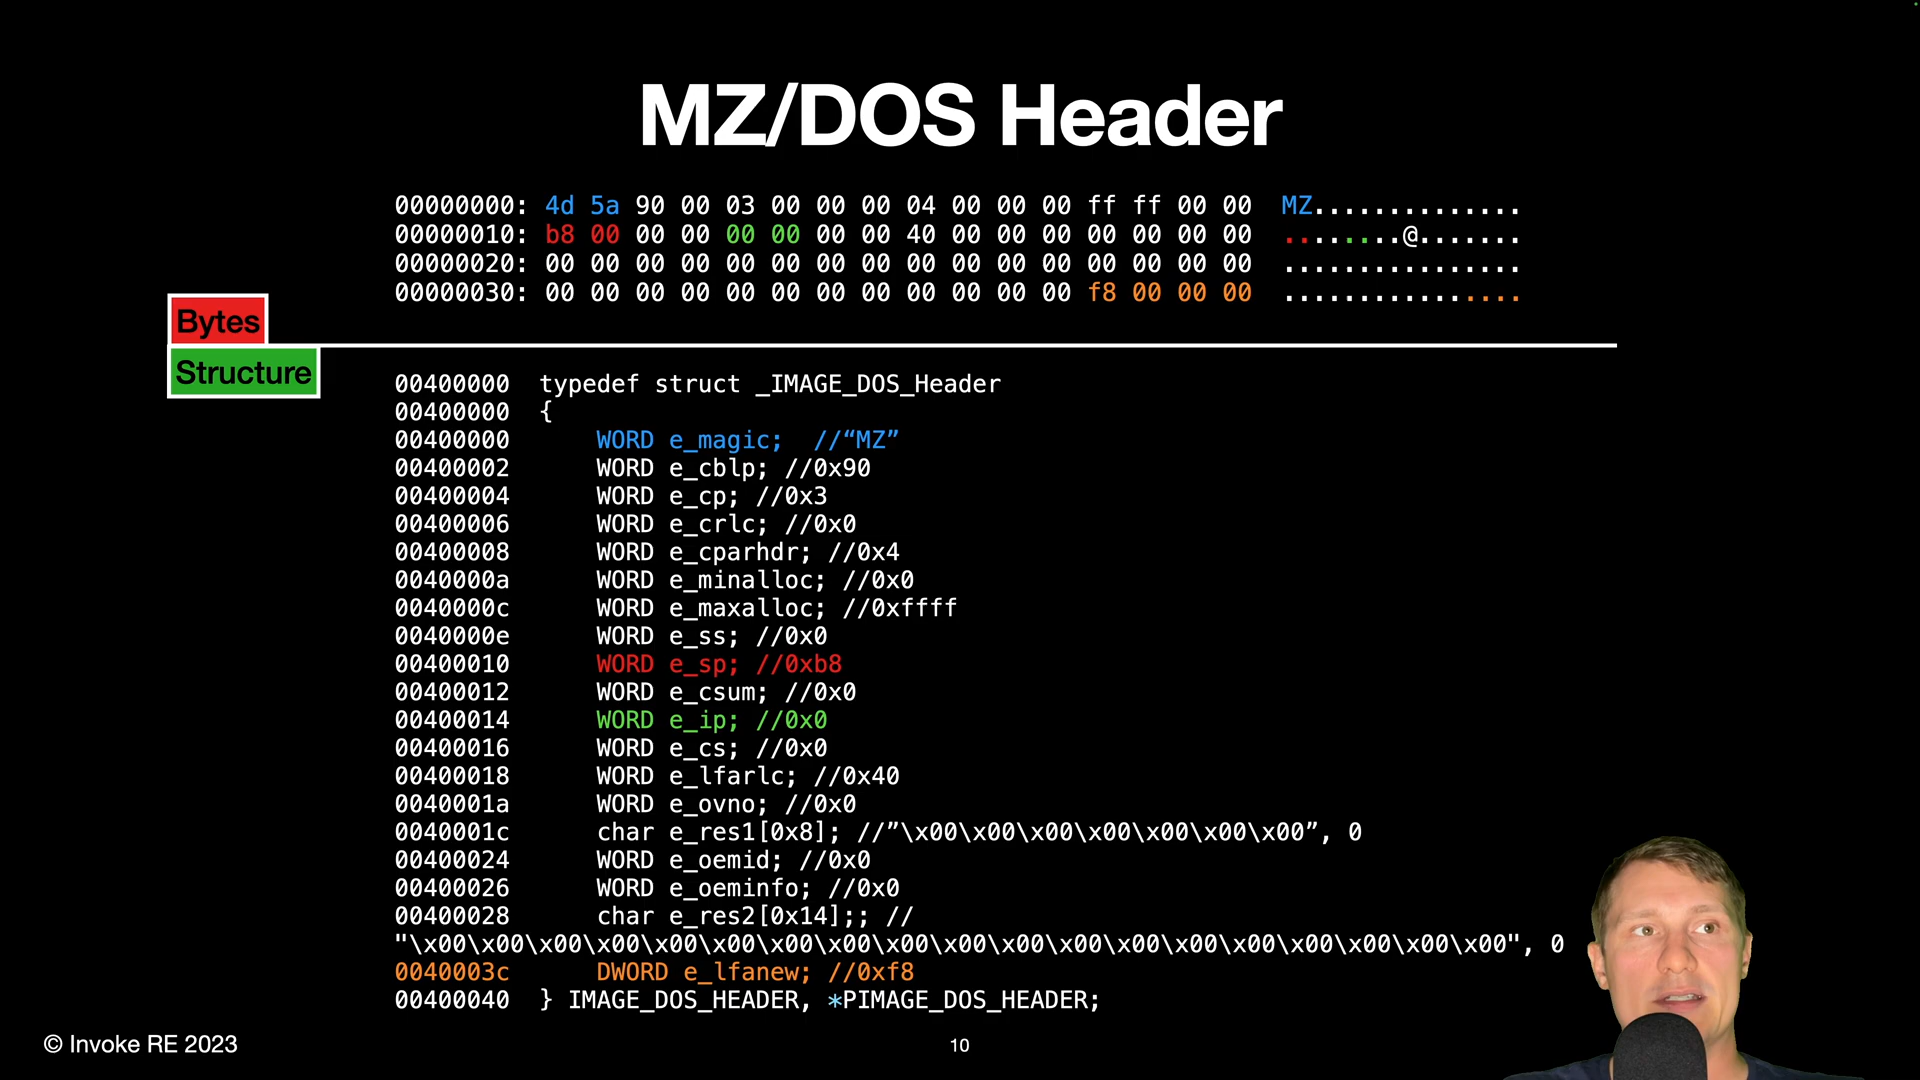 MZ/DOS Header
00000000: 4d 5a 90 00 03 00 00 00 04 00 00 00 ff ff 00 00 MZ..............
00000010: b8 00 00 00 00 00 00 00 40 00 00 00 00 00 00 00 ........@.......
00000020: 00 00 00 00 00 00 00 00 00 00 00 00 00 00 00 00 ................
00000030: 00 00 00 00 00 00 00 00 00 00 00 00 f8 00 00 00 ................
Bytes
Structure
00400000 typedef struct _IMAGE_DOS_Header
00400000 {
00400000 WORD e_magic; //“MZ”
00400002 WORD e_cblp; //0x90
00400004 WORD e_cp; //0x3
00400006 WORD e_crlc; //0x0
00400008 WORD e_cparhdr; //0x4
0040000a WORD e_minalloc; //0x0
0040000c WORD e_maxalloc; //0xffff
0040000e WORD e_ss; //0x0
00400010 WORD e_sp; //0xb8
00400012 WORD e_csum; //0x0
00400014 WORD e_ip; //0x0
00400016 WORD e_cs; //0x0
00400018 WORD e_lfarlc; //0x40
0040001a WORD e_ovno; //0x0
0040001c char e_res1[0x8]; //”\x00\x00\x00\x00\x00\x00\x00”, 0
00400024 WORD e_oemid; //0x0
00400026 WORD e_oeminfo; //0x0
00400028 char e_res2[0x14];; //
"\x00\x00\x00\x00\x00\x00\x00\x00\x00\x00\x00\x00\x00\x00\x00\x00\x00\x00\x00", 0
0040003c DWORD e_lfanew; //0xf8
00400040 } IMAGE_DOS_HEADER, *PIMAGE_DOS_HEADER;
© Invoke RE 2023
10